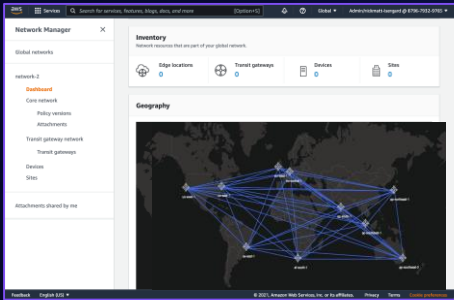 aws
Services
Search for services, features, blogs, docs, and more
[Option+S]
Global
Network Manager
Global networks
network-2
Dashboard
Core network
Policy versions
Attachments
Transit gateway network
Transit gateways
Devices
Sites
Attachments shared by me
Inventory
Network resources that are part of your global network.
Edge locations
0
Transit gateways
0
Devices
0
Sites
0
Geography
Feedback
English (US)
© 2021, Amazon Web Services, Inc. or its affiliates.
Privacy
Terms
Cookie preferences